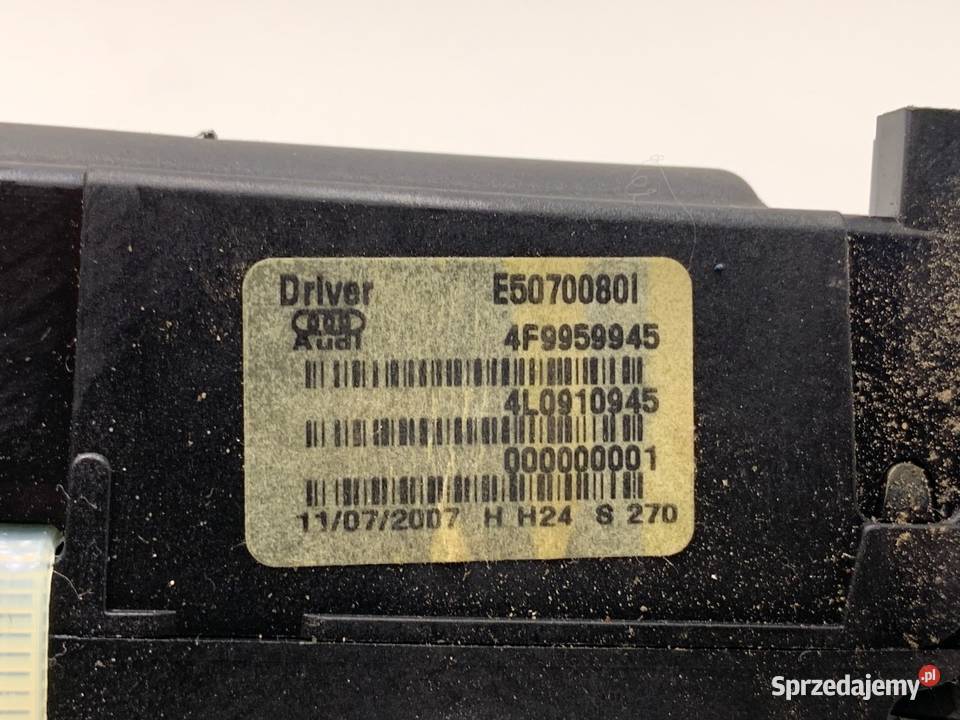 Driver E50700801
Audi 4F9959945
4L0910945
000000001
11/07/2007 H H24 S 270
Sprzedajemy.pl